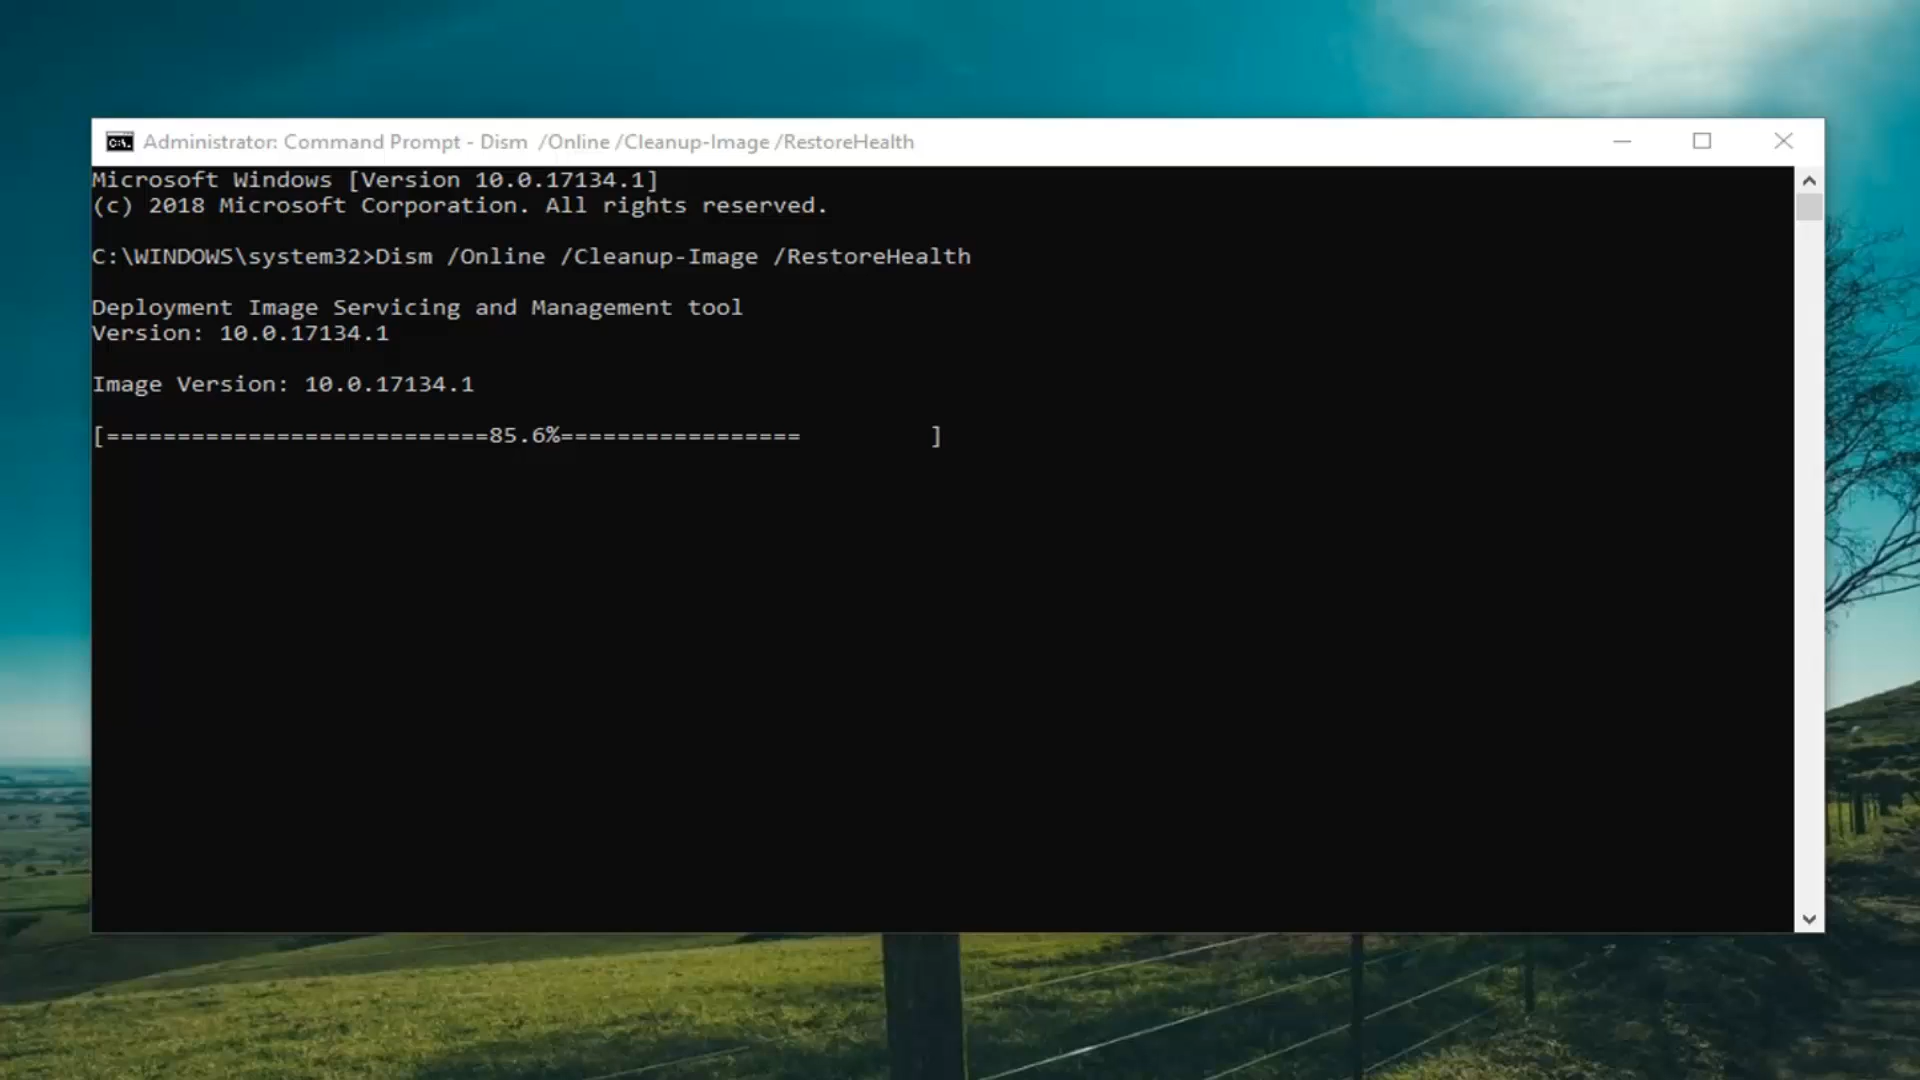 Administrator: Command Prompt - Dism  /Online /Cleanup-Image /RestoreHealth
Microsoft Windows [Version 10.0.17134.1]
(c) 2018 Microsoft Corporation. All rights reserved.
C:\WINDOWS\system32>Dism /Online /Cleanup-Image /RestoreHealth
Deployment Image Servicing and Management tool
Version: 10.0.17134.1
Image Version: 10.0.17134.1
[===========================85.6%=================         ]